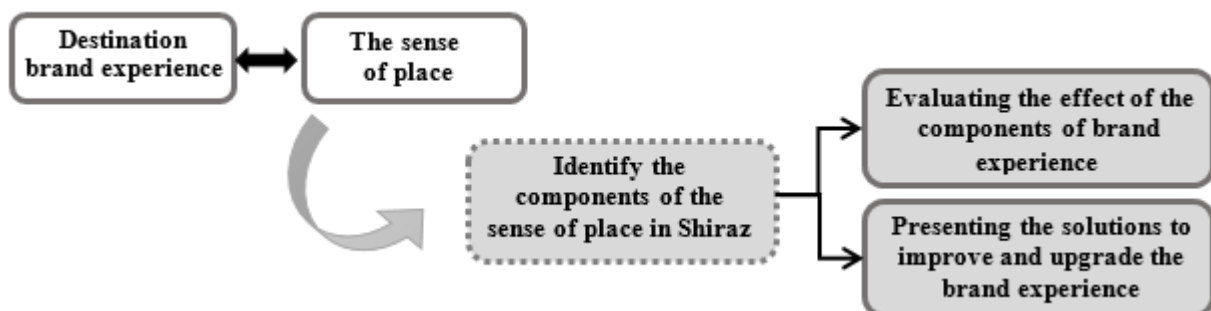 Destination
brand experience
The sense
of place
Identify the
components of the
sense of place in Shiraz
Evaluating the effect of the
components of brand
experience
Presenting the solutions to
improve and upgrade the
brand experience